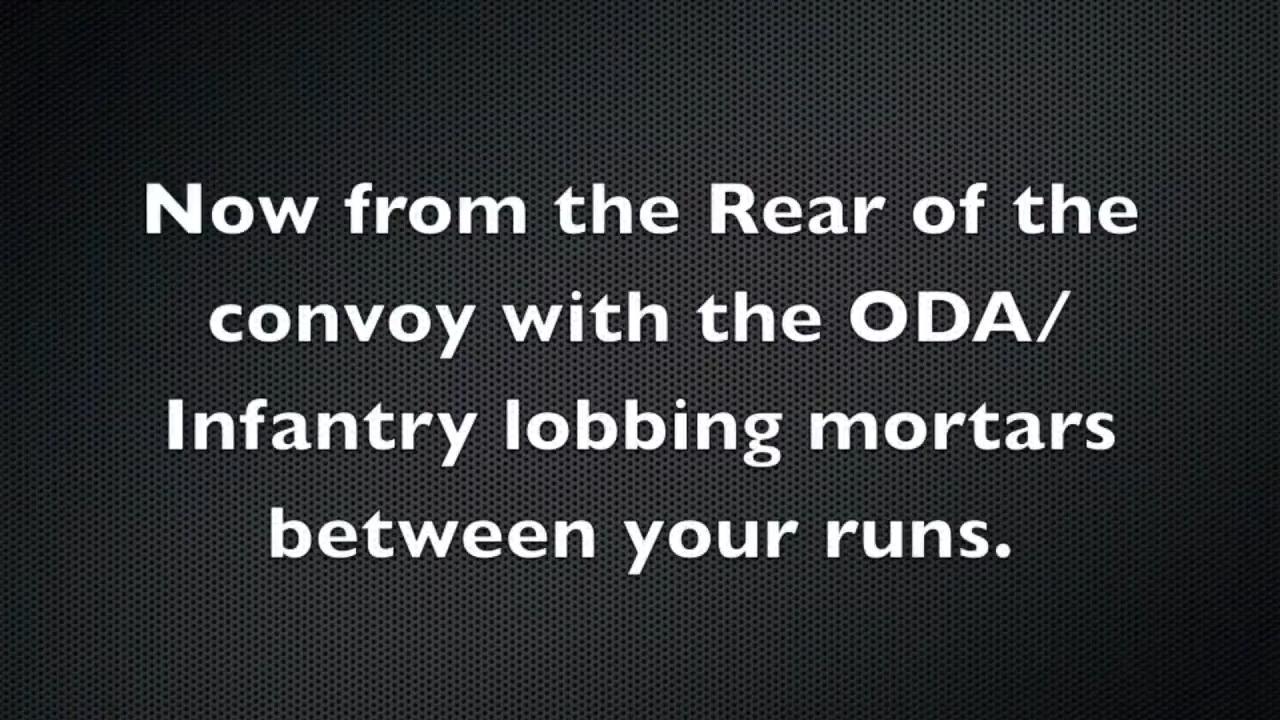 Now from the Rear of the
convoy with the ODA/
Infantry lobbing mortars
between your runs.